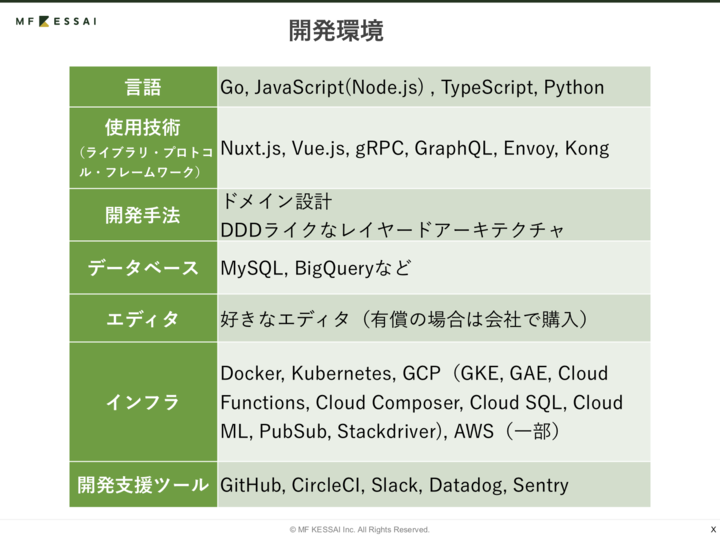 MF KESSAI
開発環境
言語
Go, JavaScript(Node.js) , TypeScript, Python
使用技術
（ライブラリ・プロトコ
ル・フレームワーク）
Nuxt.js, Vue.js, gRPC, GraphQL, Envoy, Kong
開発手法
ドメイン設計
DDDライクなレイヤードアーキテクチャ
データベース
MySQL, BigQueryなど
エディタ
好きなエディタ（有償の場合は会社で購入）
インフラ
Docker, Kubernetes, GCP（GKE, GAE, Cloud
Functions, Cloud Composer, Cloud SQL, Cloud
ML, PubSub, Stackdriver), AWS（一部）
開発支援ツール
GitHub, CircleCI, Slack, Datadog, Sentry
© MF KESSAI Inc. All Rights Reserved.
X